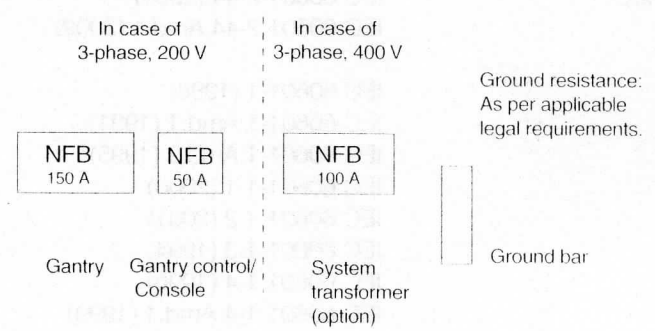 In case of
3-phase, 200 V
In case of
3-phase, 400 V
Ground resistance:
As per applicable
legal requirements.
NFB
150 A
NFB
50 A
NFB
100 A
Gantry
Gantry control/
Console
System
transformer
(option)
Ground bar